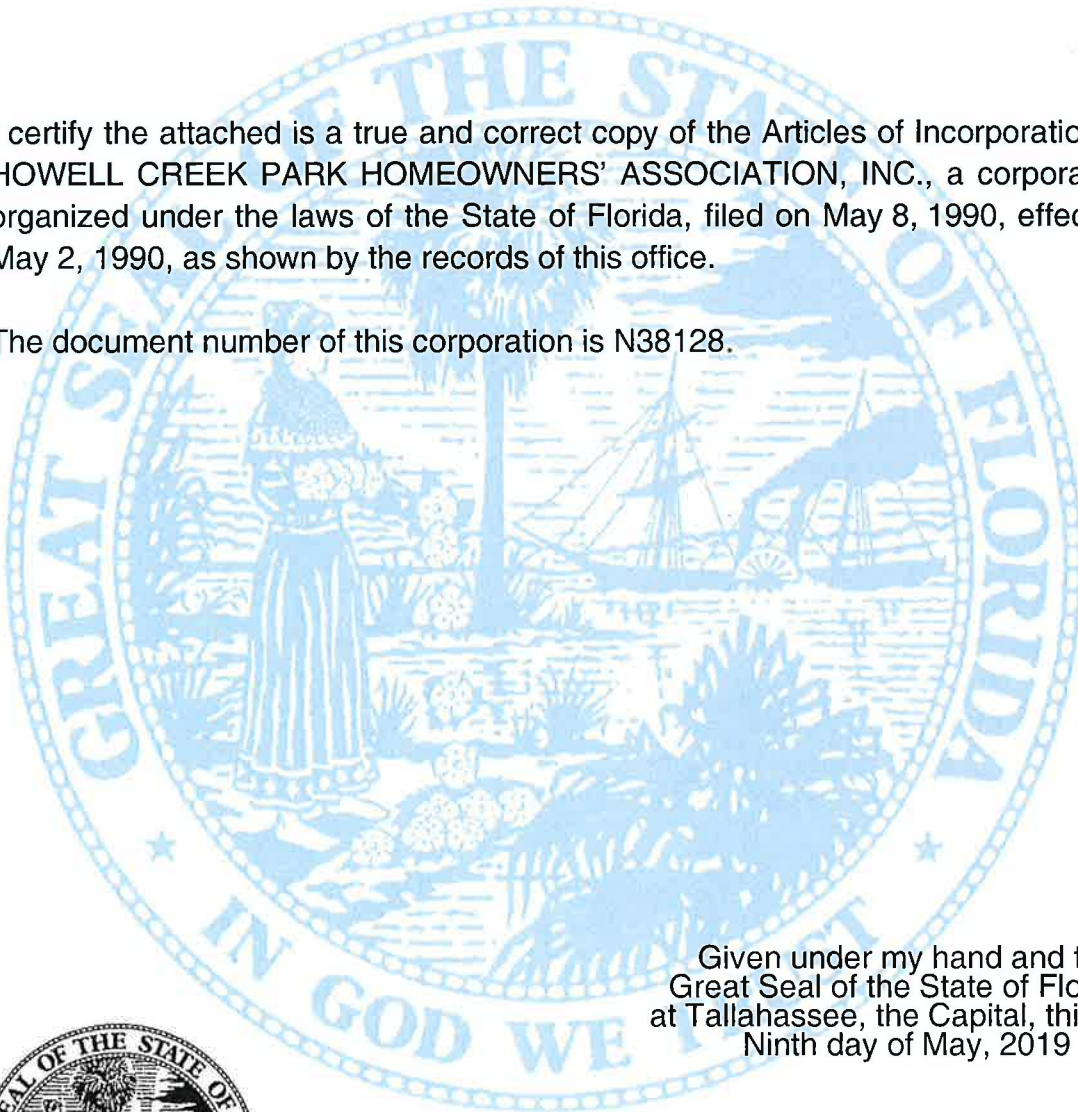 certify the attached is a true and correct copy of the Articles of Incorporatio
HOWELL CREEK PARK HOMEOWNERS' ASSOCIATION, INC., a corpora
organized under the laws of the State of Florida, filed on May 8, 1990, effec
May 2, 1990, as shown by the records of this office.
The document number of this corporation is N38128.
GREAT SEAL OF THE STATE OF FLORIDA
IN GOD WE TRUST
Given under my hand and t
Great Seal of the State of Flo
at Tallahassee, the Capital, thi
Ninth day of May, 2019
EAL OF THE STATE OF